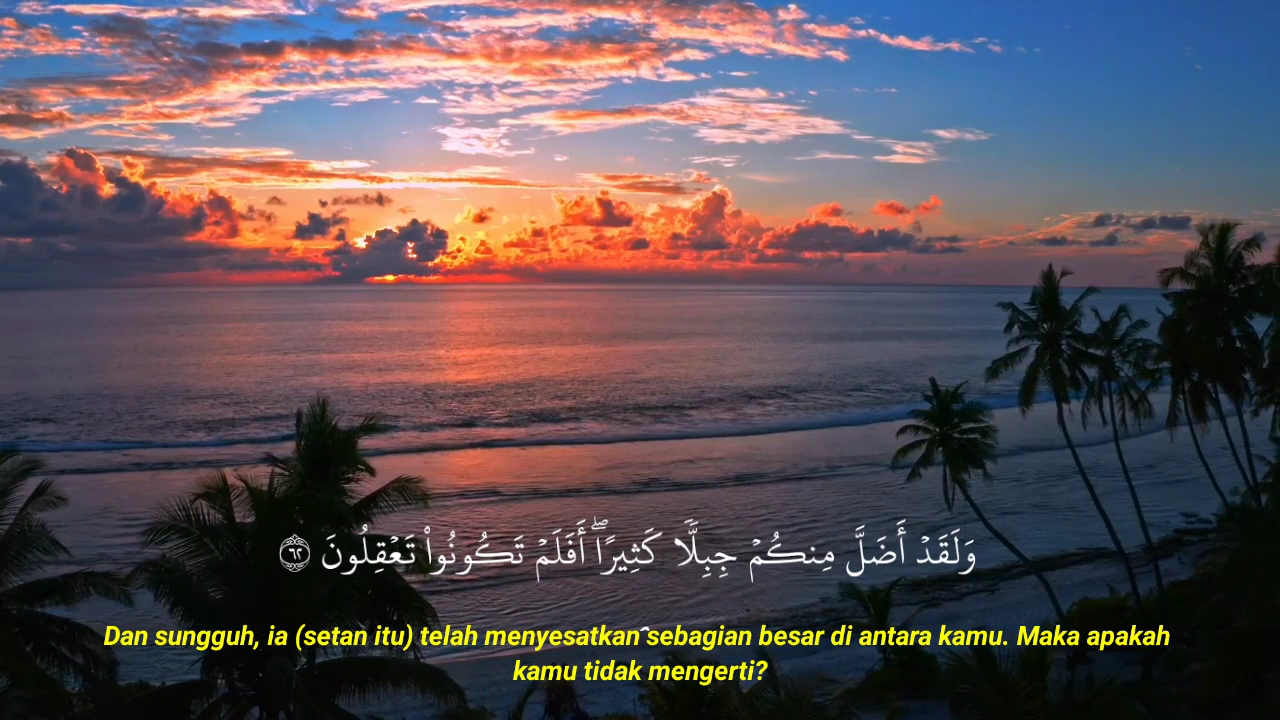 وَلَقَدۡ أَضَلَّ مِنكُمۡ جِبِلّٗا كَثِيرًاۖ أَفَلَمۡ تَكُونُواْ تَعۡقِلُونَ ٦٢
Dan sungguh, ia (setan itu) telah menyesatkan sebagian besar di antara kamu. Maka apakah
kamu tidak mengerti?